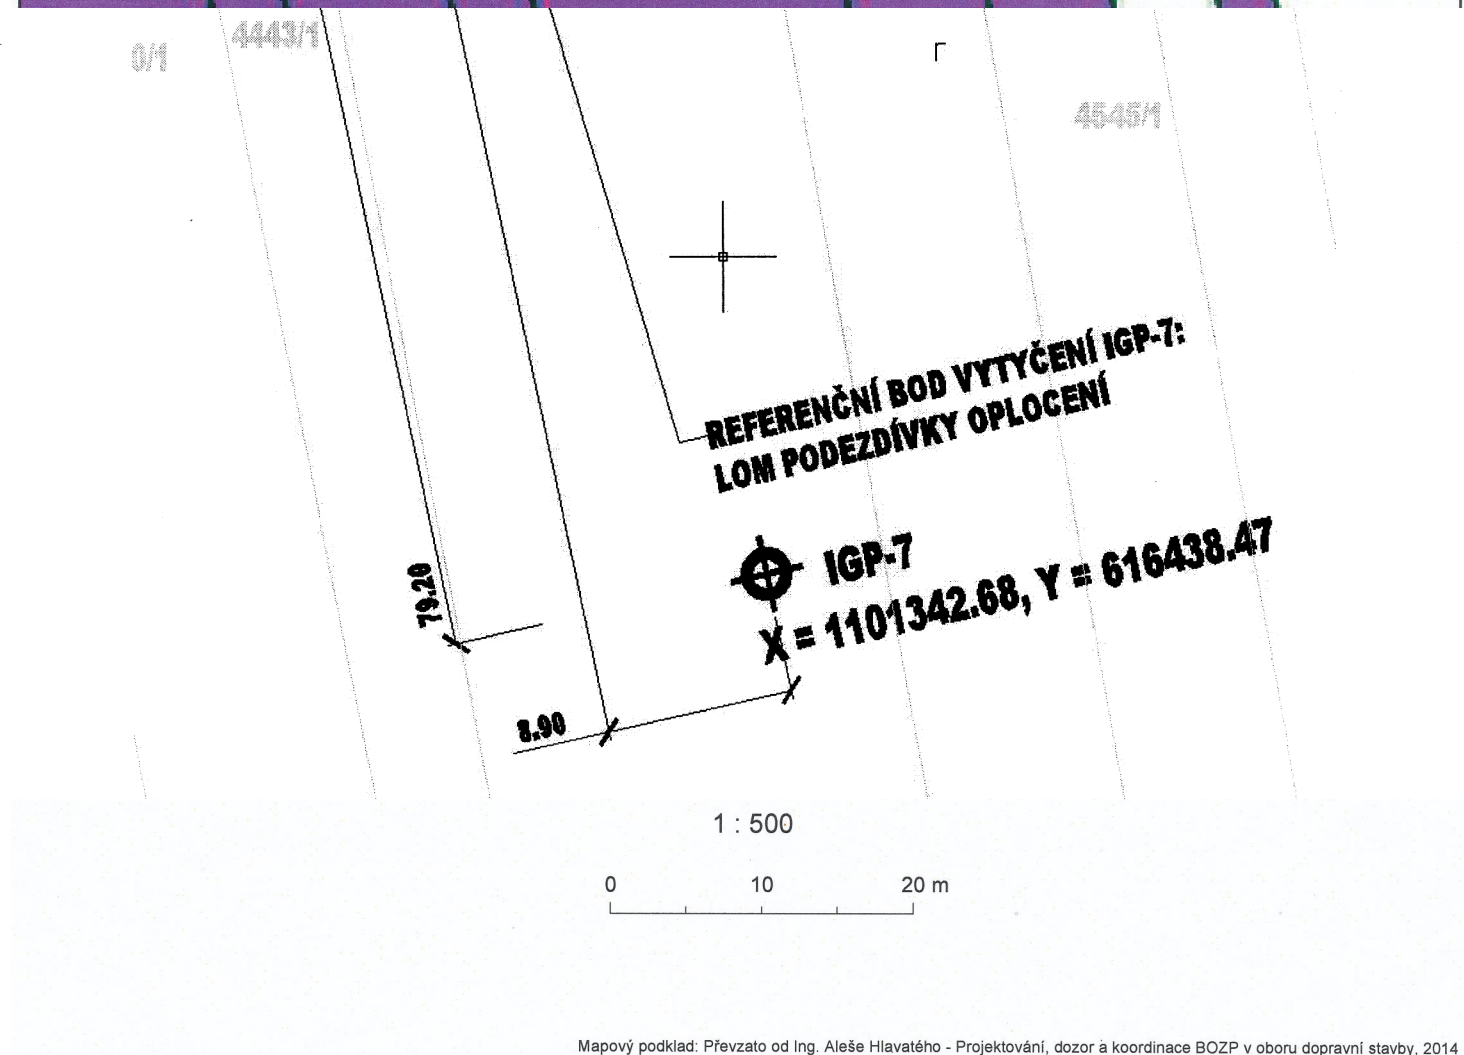 4443/1
0/1
4545/1
REFERENČNÍ BOD VYTYČENÍ IGP-7:
LOM PODEZDÍVKY OPLOCENÍ
IGP-7
X = 1101342.68, Y = 616438.47
79.20
8.90
1 : 500
0 10 20 m
Mapový podklad: Převzato od Ing. Aleše Hlavatého - Projektování, dozor a koordinace BOZP v oboru dopravní stavby, 2014